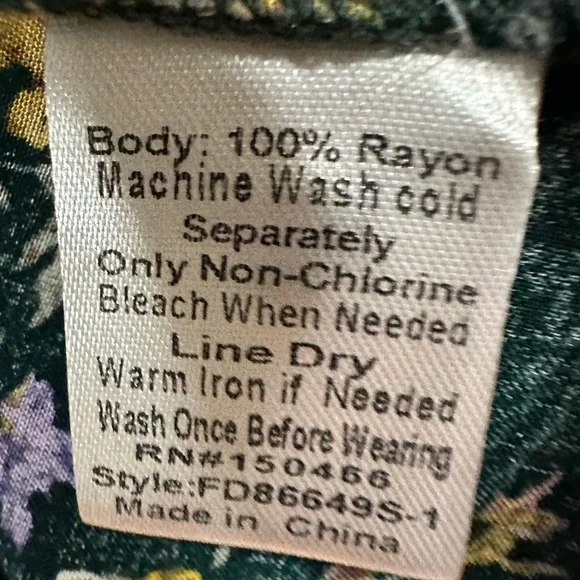 Body: 100% Rayon
Machine Wash cold
Separately
Only Non-Chlorine
Bleach When Needed
Line Dry
Warm Iron if Needed
Wash Once Before Wearing
RN#150466
Style:FD86649S-1
Made in China